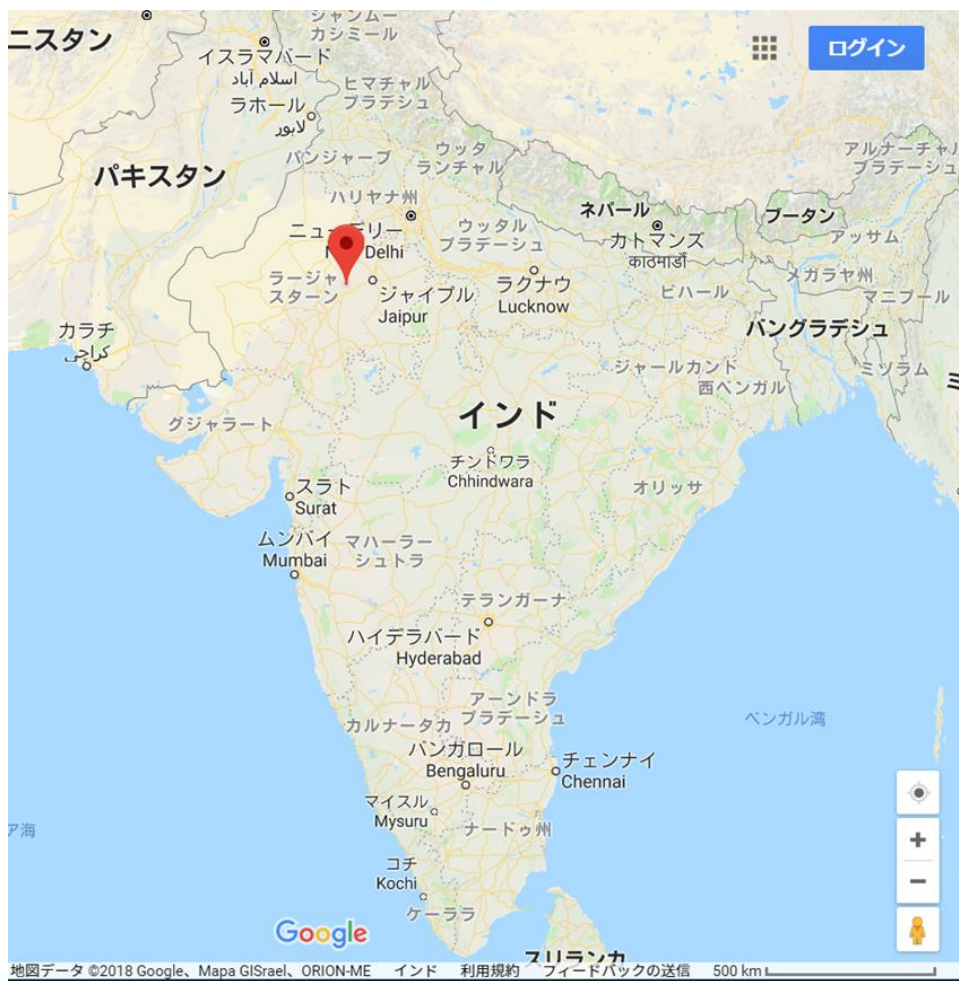 ニスタン
シャンムー
カシミール
イスラマバード
اسلام آباد
ログイン
ヒマチャル
プラデシュ
ラホール
لاہور
ウッタ
ランチャル
アルナーチャル
プラデーシュ
パンジャーブ
パキスタン
ハリヤナ州
ネパール
ブータン
ニューデリー
Delhi
ウッタル
プラデーシュ
カトマンズ
काठमाडौँ
アッサム
ラージャ
スターン
ジャイプル
Jaipur
ラクナウ
Lucknow
ビハール
メガラヤ州
マニプール
カラチ
کراچی
バングラデシュ
ジャールカンド
西ベンガル
ミゾラム
ミ
グジャラート
インド
チンドワラ
Chhindwara
オリッサ
スラト
Surat
ムンバイ
Mumbai
マハーラー
シュトラ
テランガーナ
ハイデラバード
Hyderabad
アーンドラ
プラデーシュ
カルナータカ
ベンガル湾
バンガロール
Bengaluru
チェンナイ
Chennai
マイスル
Mysuru
ア海
ナードゥ州
コチ
Kochi
ケーララ
Google
スリランカ
地図データ ©2018 Google、Mapa GISrael、ORION-ME インド 利用規約 フィードバックの送信 500 km